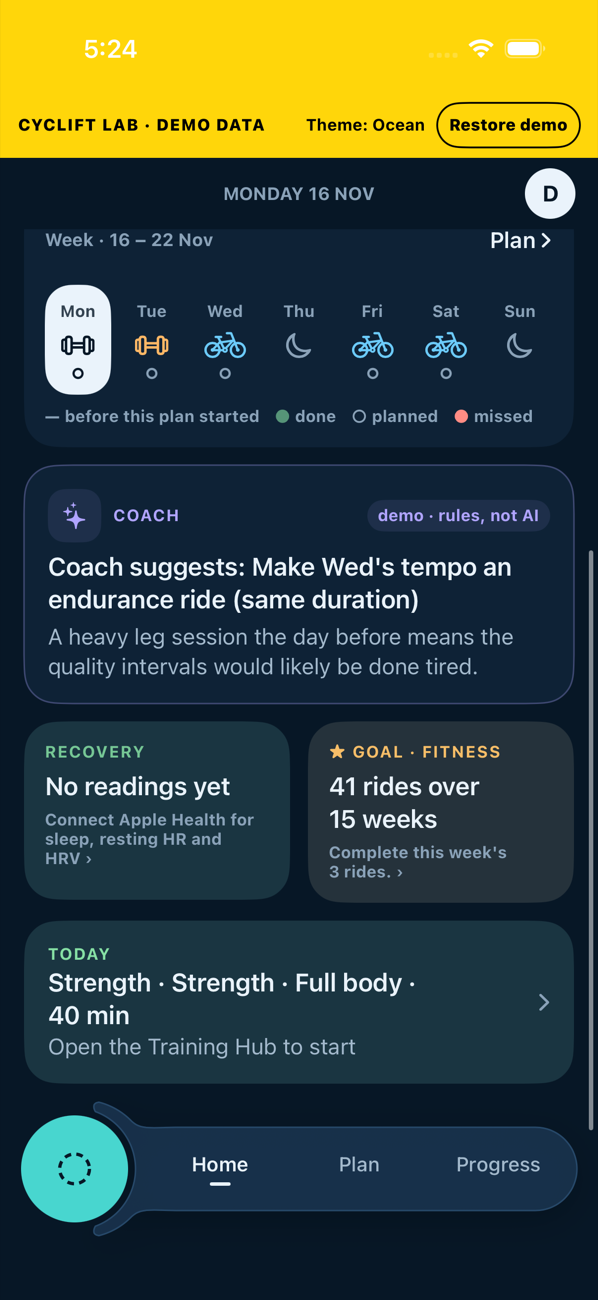 5:24
CYCLIFT LAB · DEMO DATA
Theme: Ocean
Restore demo
MONDAY 16 NOV
D
Week · 16 – 22 Nov
Plan >
Mon Tue Wed Thu Fri Sat Sun
— before this plan started done planned missed
COACH
demo · rules, not AI
Coach suggests: Make Wed's tempo an
endurance ride (same duration)
A heavy leg session the day before means the
quality intervals would likely be done tired.
RECOVERY
No readings yet
Connect Apple Health for
sleep, resting HR and
HRV ›
GOAL · FITNESS
41 rides over
15 weeks
Complete this week's
3 rides. ›
TODAY
Strength · Strength · Full body ·
40 min
Open the Training Hub to start
Home Plan Progress